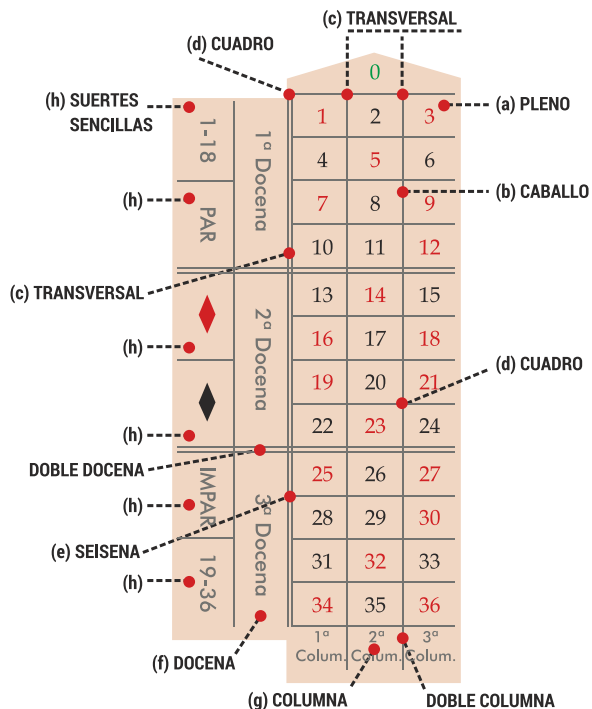 (c) TRANSVERSAL
(d) CUADRO
0
(h) SUERTES
SENCILLAS
(a) PLENO
1 2 3
1-18
1ª Docena
4 5 6
(b) CABALLO
(h)
PAR
7 8 9
10 11 12
(c) TRANSVERSAL
13 14 15
2ª Docena
(h)
16 17 18
(d) CUADRO
19 20 21
(h)
22 23 24
DOBLE DOCENA
25 26 27
(h)
IMPAR
3ª Docena
28 29 30
(e) SEISENA
31 32 33
(h)
19-36
34 35 36
(f) DOCENA
1ª 2ª 3ª
Colum. Colum. Colum.
(g) COLUMNA
DOBLE COLUMNA